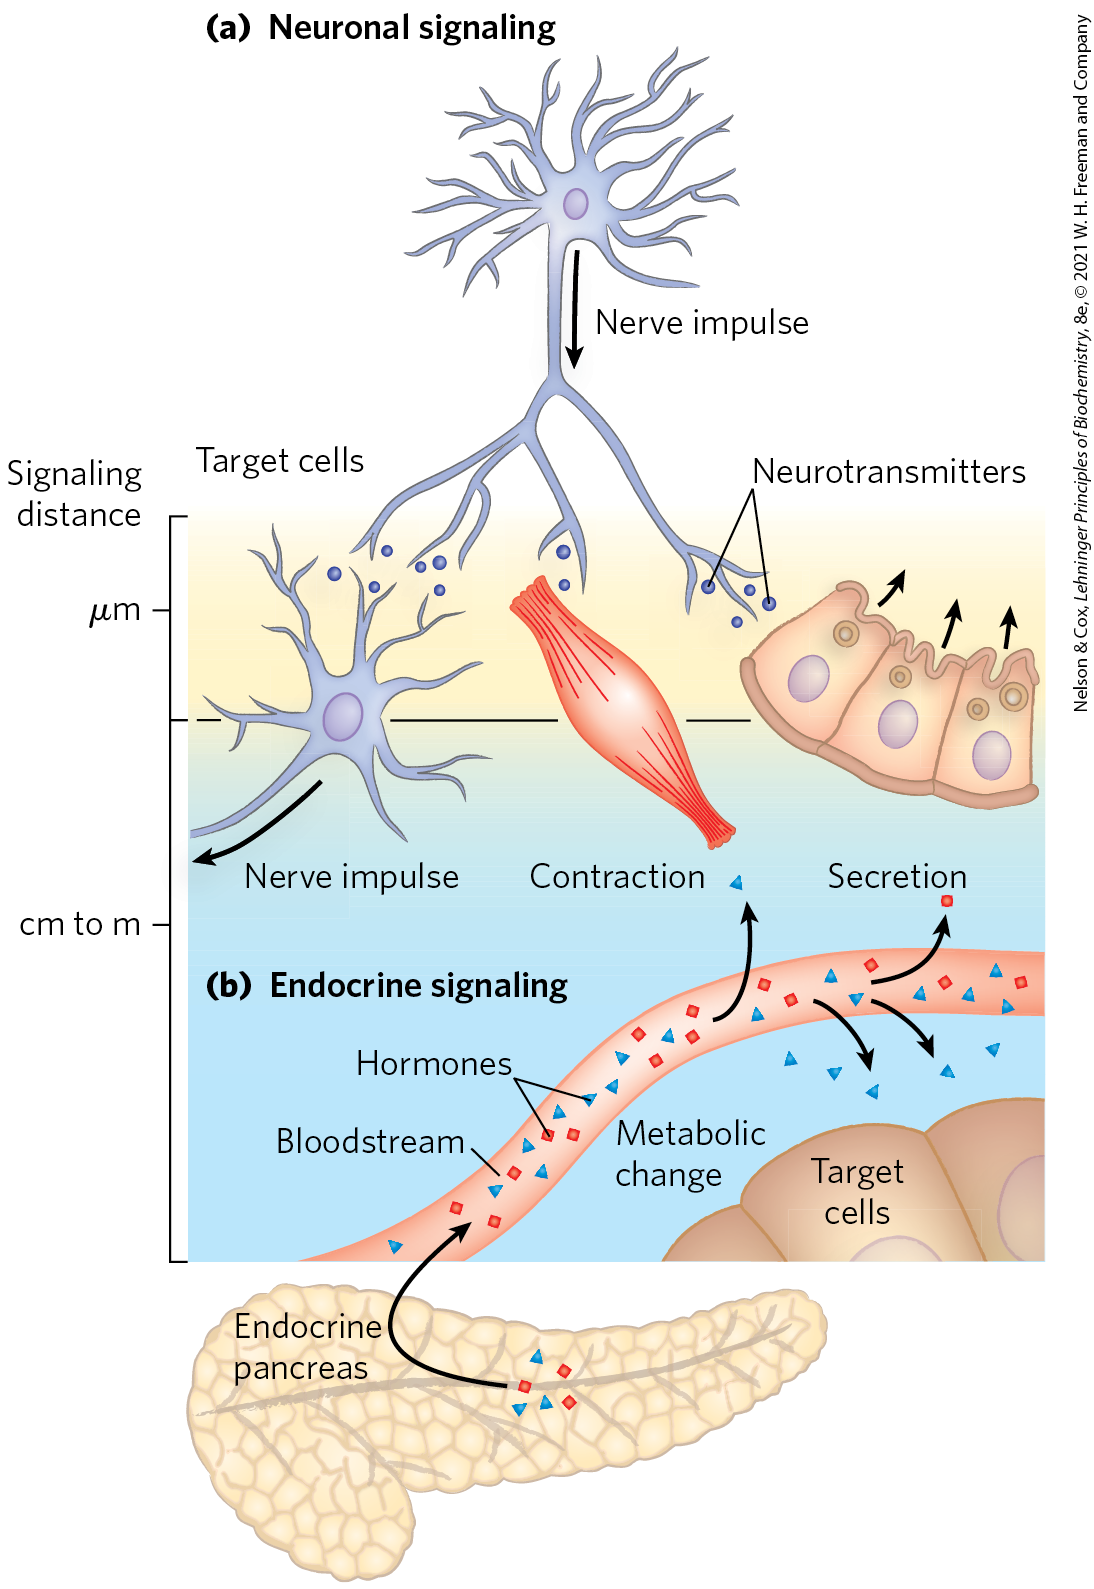 (a) Neuronal signaling
Nerve impulse
Target cells
Neurotransmitters
Signaling
distance
μm
Nerve impulse
Contraction
Secretion
cm to m
(b) Endocrine signaling
Hormones
Bloodstream
Metabolic
change
Target
cells
Endocrine
pancreas
Nelson & Cox, Lehninger Principles of Biochemistry, 8e, © 2021 W. H. Freeman and Company